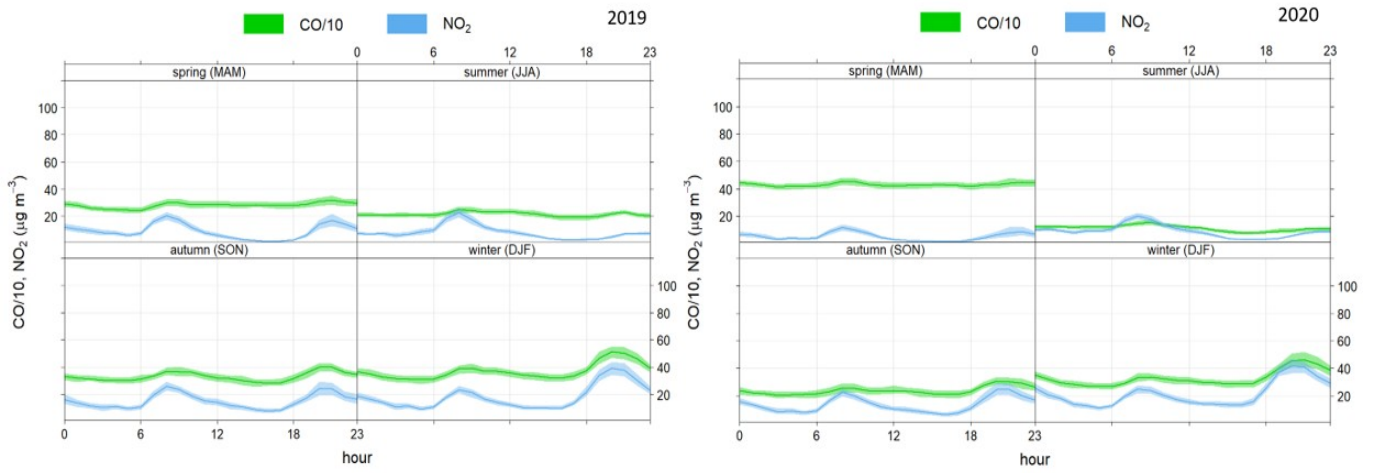 CO/10 NO₂ 2019
0 6 12 18 23
spring (MAM) summer (JJA)
100
80
60
40
20
autumn (SON) winter (DJF)
100
80
60
40
20
0 6 12 18 23
hour
CO/10, NO₂ (µg m⁻³)
CO/10 NO₂ 2020
0 6 12 18 23
spring (MAM) summer (JJA)
100
80
60
40
20
autumn (SON) winter (DJF)
100
80
60
40
20
0 6 12 18 23
hour
CO/10, NO₂ (µg m⁻³)